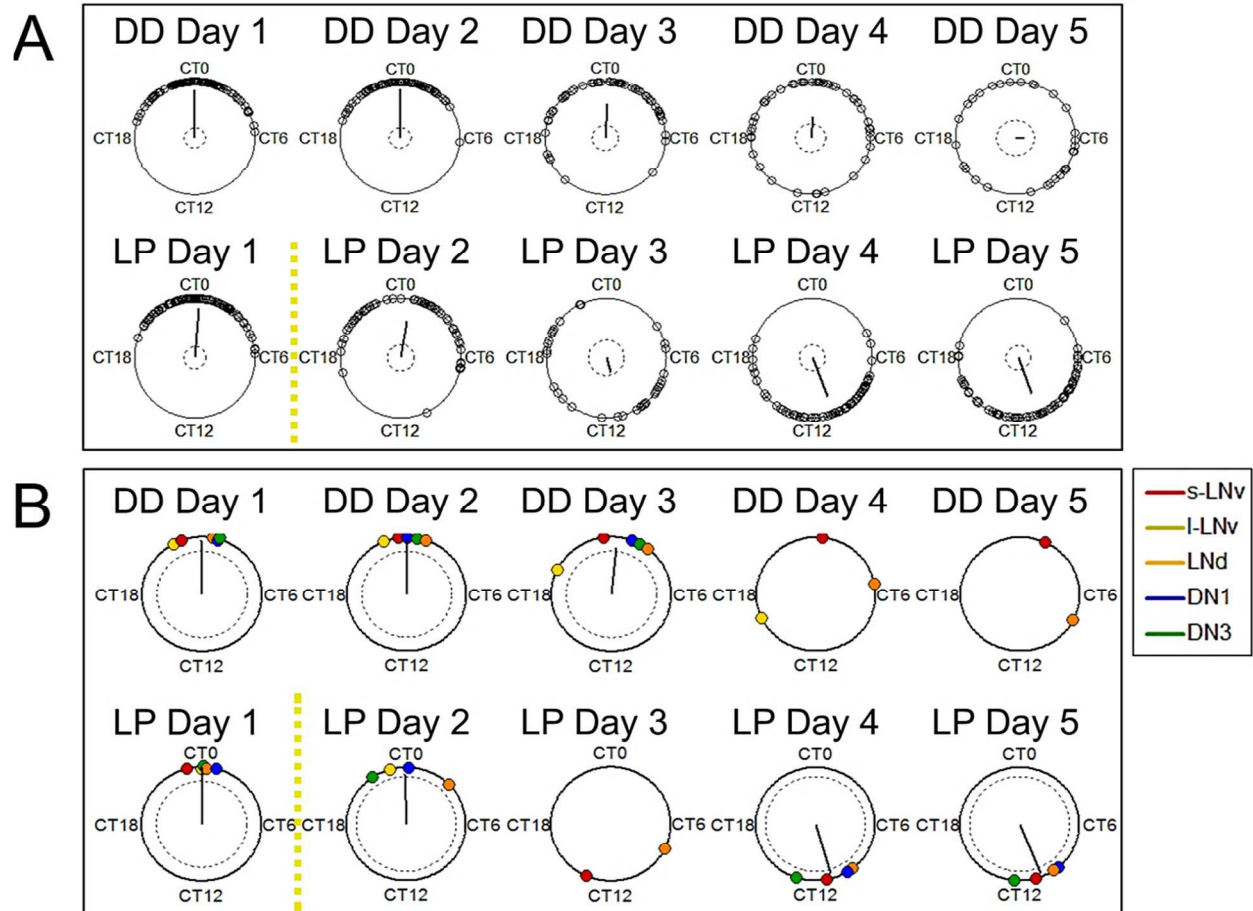 A
DD Day 1 DD Day 2 DD Day 3 DD Day 4 DD Day 5
CT0 CT0 CT0 CT0 CT0
CT18 CT6 CT18 CT6 CT18 CT6 CT18 CT6 CT18 CT6
CT12 CT12 CT12 CT12 CT12
LP Day 1 LP Day 2 LP Day 3 LP Day 4 LP Day 5
CT0 CT0 CT0 CT0 CT0
CT18 CT6 CT18 CT6 CT18 CT6 CT18 CT6 CT18 CT6
CT12 CT12 CT12 CT12 CT12
B
DD Day 1 DD Day 2 DD Day 3 DD Day 4 DD Day 5
CT18 CT6 CT18 CT6 CT18 CT6 CT18 CT6 CT18 CT6
CT12 CT12 CT12 CT12 CT12
LP Day 1 LP Day 2 LP Day 3 LP Day 4 LP Day 5
CT0 CT0 CT0 CT0 CT0
CT18 CT6 CT18 CT6 CT18 CT6 CT18 CT6 CT18 CT6
CT12 CT12 CT12 CT12 CT12
s-LNv
l-LNv
LNd
DN1
DN3